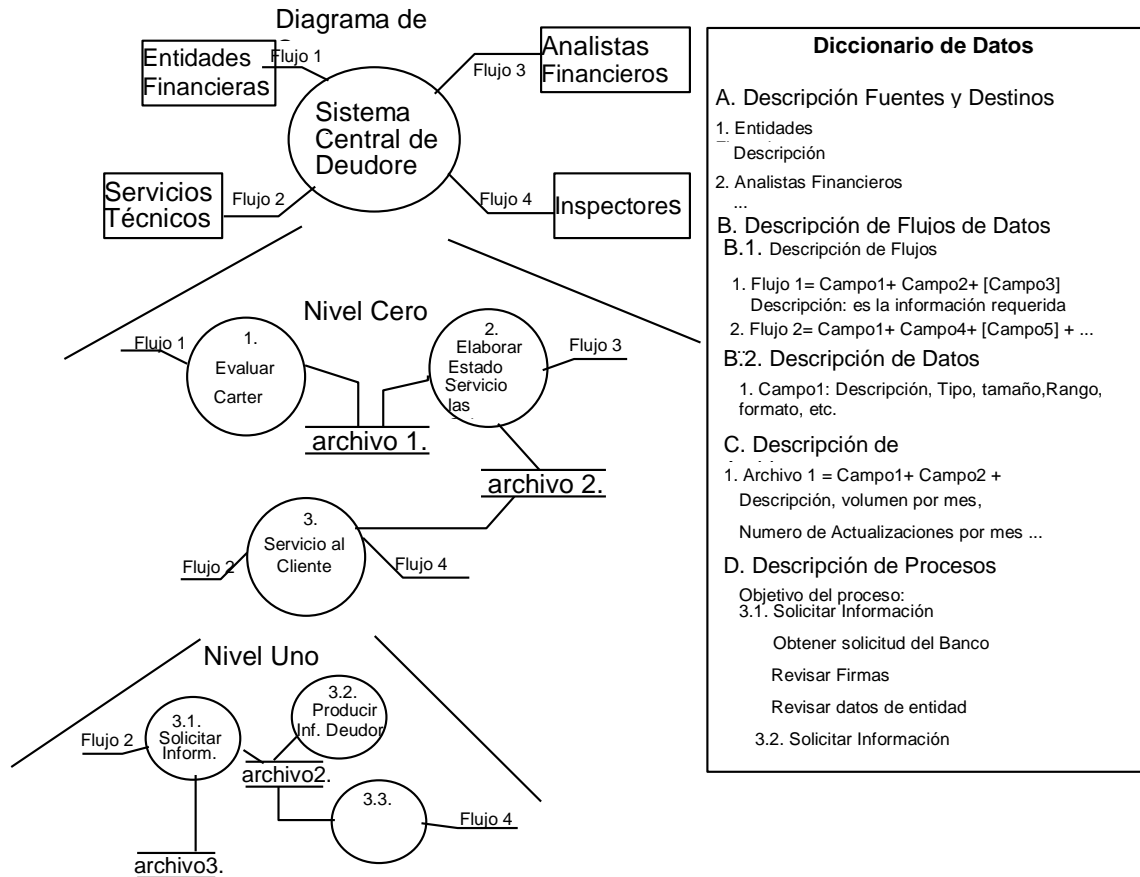 Diagrama de
Entidades
Financieras
Flujo 1
Sistema
Central de
Deudore
Analistas
Financieros
Flujo 3
Servicios
Técnicos
Flujo 2
Flujo 4
Inspectores
Nivel Cero
Flujo 1
1.
Evaluar
Carter
2.
Elaborar
Estado
Servicio
las
Flujo 3
archivo 1.
archivo 2.
3.
Servicio al
Cliente
Flujo 2
Flujo 4
Nivel Uno
Flujo 2
3.1.
Solicitar
Inform.
3.2.
Producir
Inf. Deudor
archivo2.
3.3.
Flujo 4
archivo3.
Diccionario de Datos
A. Descripción Fuentes y Destinos
1. Entidades
Descripción
2. Analistas Financieros
...
B. Descripción de Flujos de Datos
B.1. Descripción de Flujos
1. Flujo 1= Campo1+ Campo2+ [Campo3]
Descripción: es la información requerida
2. Flujo 2= Campo1+ Campo4+ [Campo5] + ...
B.2. Descripción de Datos
1. Campo1: Descripción, Tipo, tamaño,Rango,
formato, etc.
C. Descripción de
1. Archivo 1 = Campo1+ Campo2 +
Descripción, volumen por mes,
Numero de Actualizaciones por mes ...
D. Descripción de Procesos
Objetivo del proceso:
3.1. Solicitar Información
Obtener solicitud del Banco
Revisar Firmas
Revisar datos de entidad
3.2. Solicitar Información